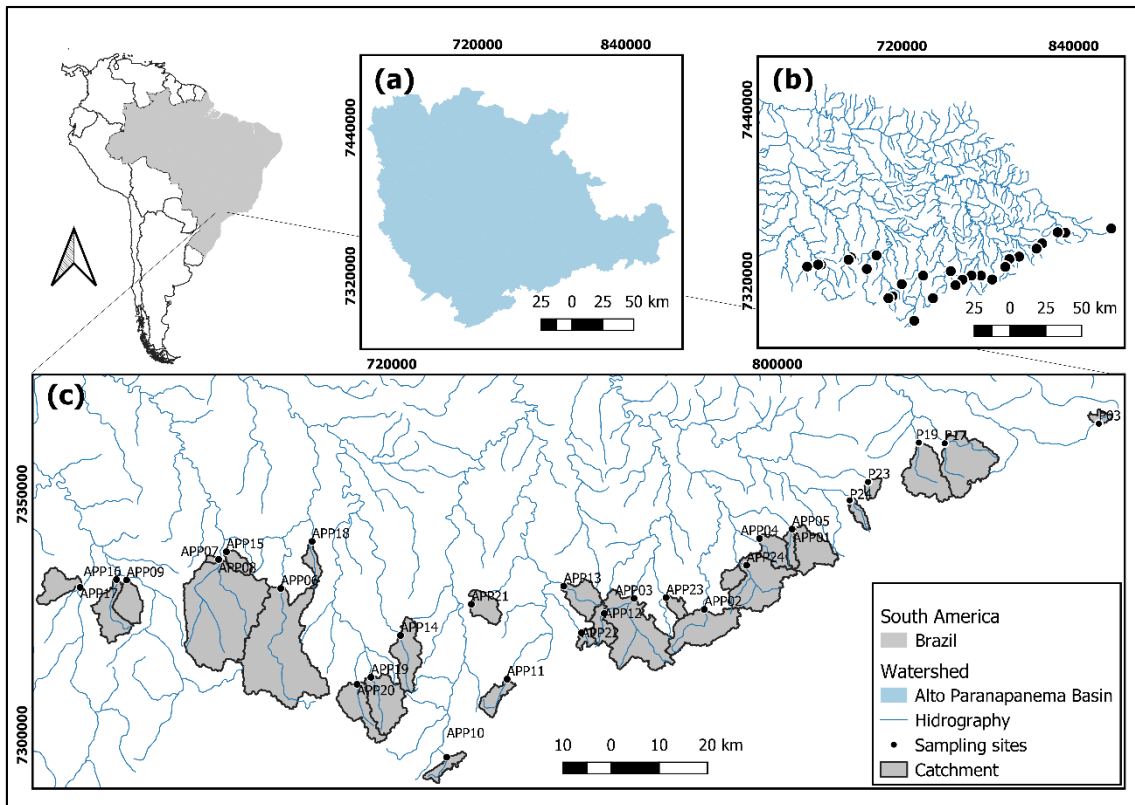 720000 840000
(a)
7440000
7320000
25 0 25 50 km
720000 840000
(b)
7440000
7320000
25 0 25 50 km
7200000 8000000
(c)
7350000
7300000
P03
P19 P17
P23
P24
APP04 APP05
APP01
APP24
APP18
APP07 APP15
APP08
APP16 APP09
APP17
APP06
APP13 APP03 APP23
APP21
APP12 APP02
APP22
APP14
APP19
APP20
APP11
APP10
10 0 10 20 km
South America
Brazil
Watershed
Alto Paranapanema Basin
Hidrography
Sampling sites
Catchment